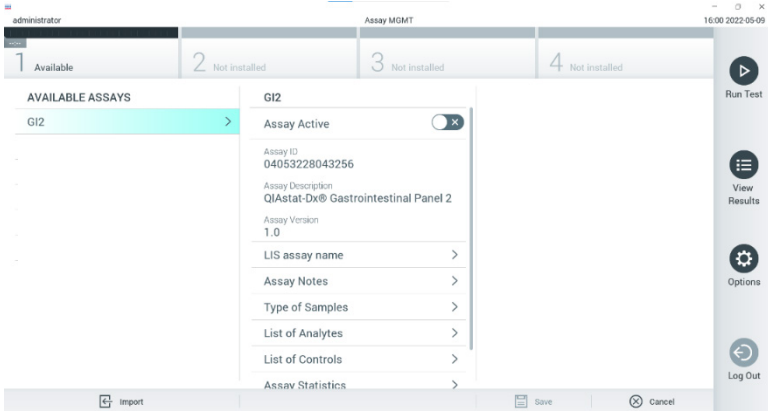 administrator
Assay MGMT
16:00 2022-05-09
1 Available
2 Not installed
3 Not installed
4 Not installed
Run Test
View
Results
Options
Log Out
AVAILABLE ASSAYS
GI2
GI2
Assay Active
Assay ID
04053228043256
Assay Description
QIAstat-Dx® Gastrointestinal Panel 2
Assay Version
1.0
LIS assay name
Assay Notes
Type of Samples
List of Analytes
List of Controls
Assay Statistics
Import
Save
Cancel